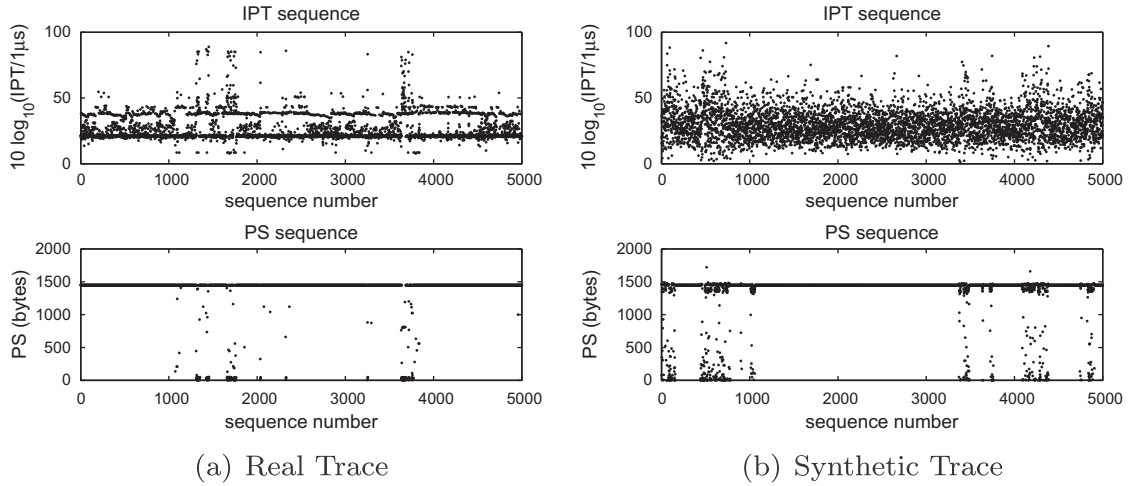 IPT sequence
10 log10(IPT/1μs)
100
50
0
0 1000 2000 3000 4000 5000
sequence number
PS sequence
PS (bytes)
2000
1500
1000
500
0
0 1000 2000 3000 4000 5000
sequence number
(a) Real Trace
IPT sequence
10 log10(IPT/1μs)
100
50
0
0 1000 2000 3000 4000 5000
sequence number
PS sequence
PS (bytes)
2000
1500
1000
500
0
0 1000 2000 3000 4000 5000
sequence number
(b) Synthetic Trace